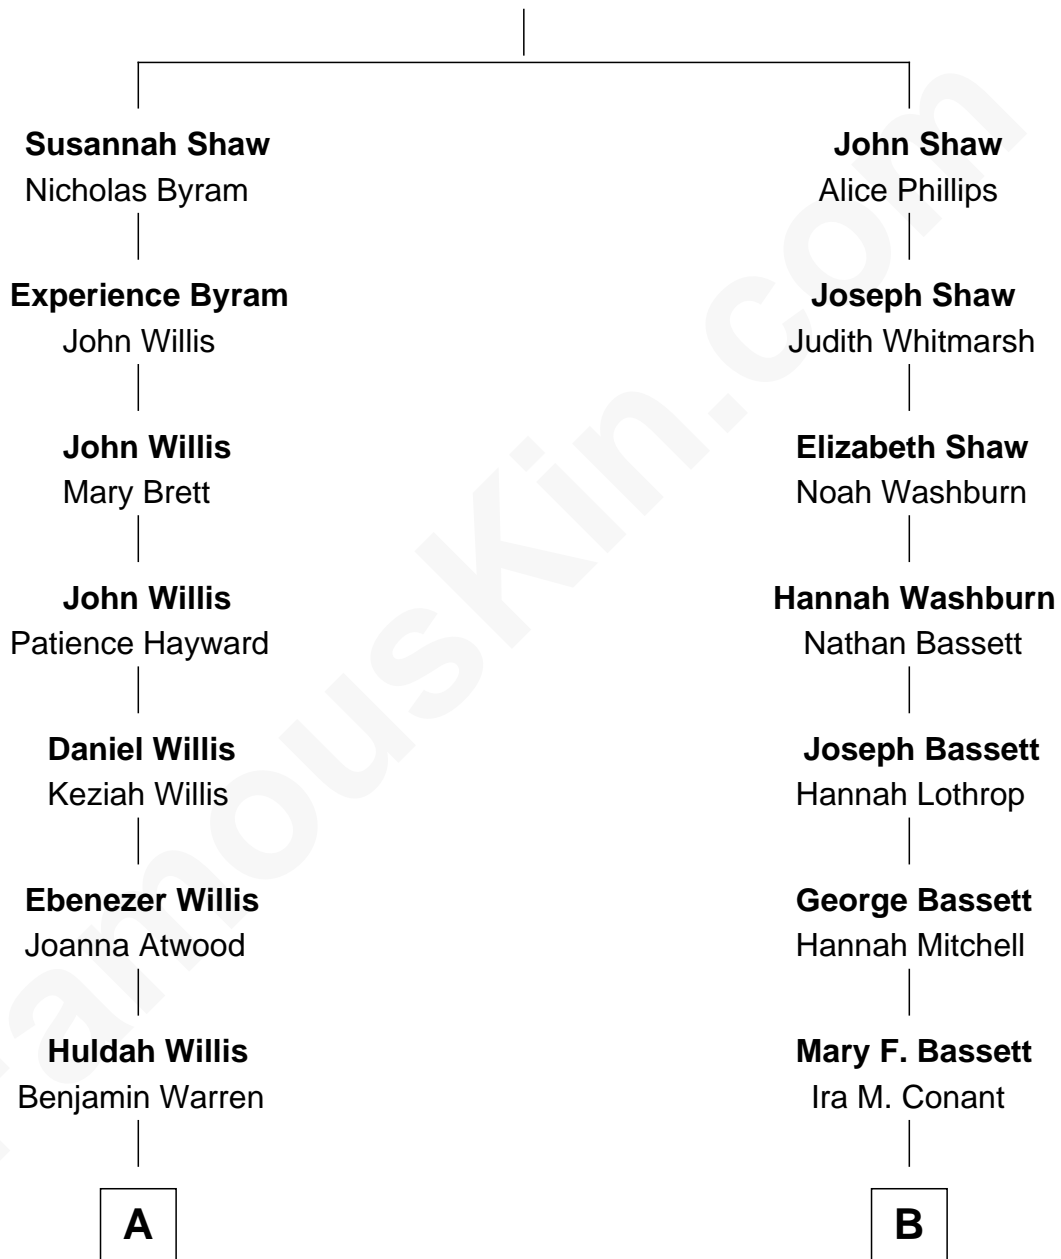 Susannah Shaw
Nicholas Byram
John Shaw
Alice Phillips
Experience Byram
John Willis
Joseph Shaw
Judith Whitmarsh
John Willis
Mary Brett
Elizabeth Shaw
Noah Washburn
John Willis
Patience Hayward
Hannah Washburn
Nathan Bassett
Daniel Willis
Keziah Willis
Joseph Bassett
Hannah Lothrop
Ebenezer Willis
Joanna Atwood
George Bassett
Hannah Mitchell
Huldah Willis
Benjamin Warren
Mary F. Bassett
Ira M. Conant
A
B
FamousKin.com